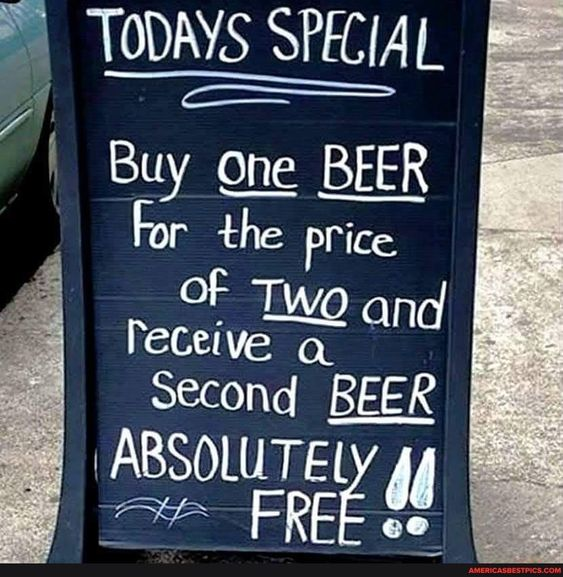 TODAYS SPECIAL
Buy one BEER
For the price
of TWO and
receive a
Second BEER
ABSOLUTELY
FREE !!
AMERICASBESTPICS.COM